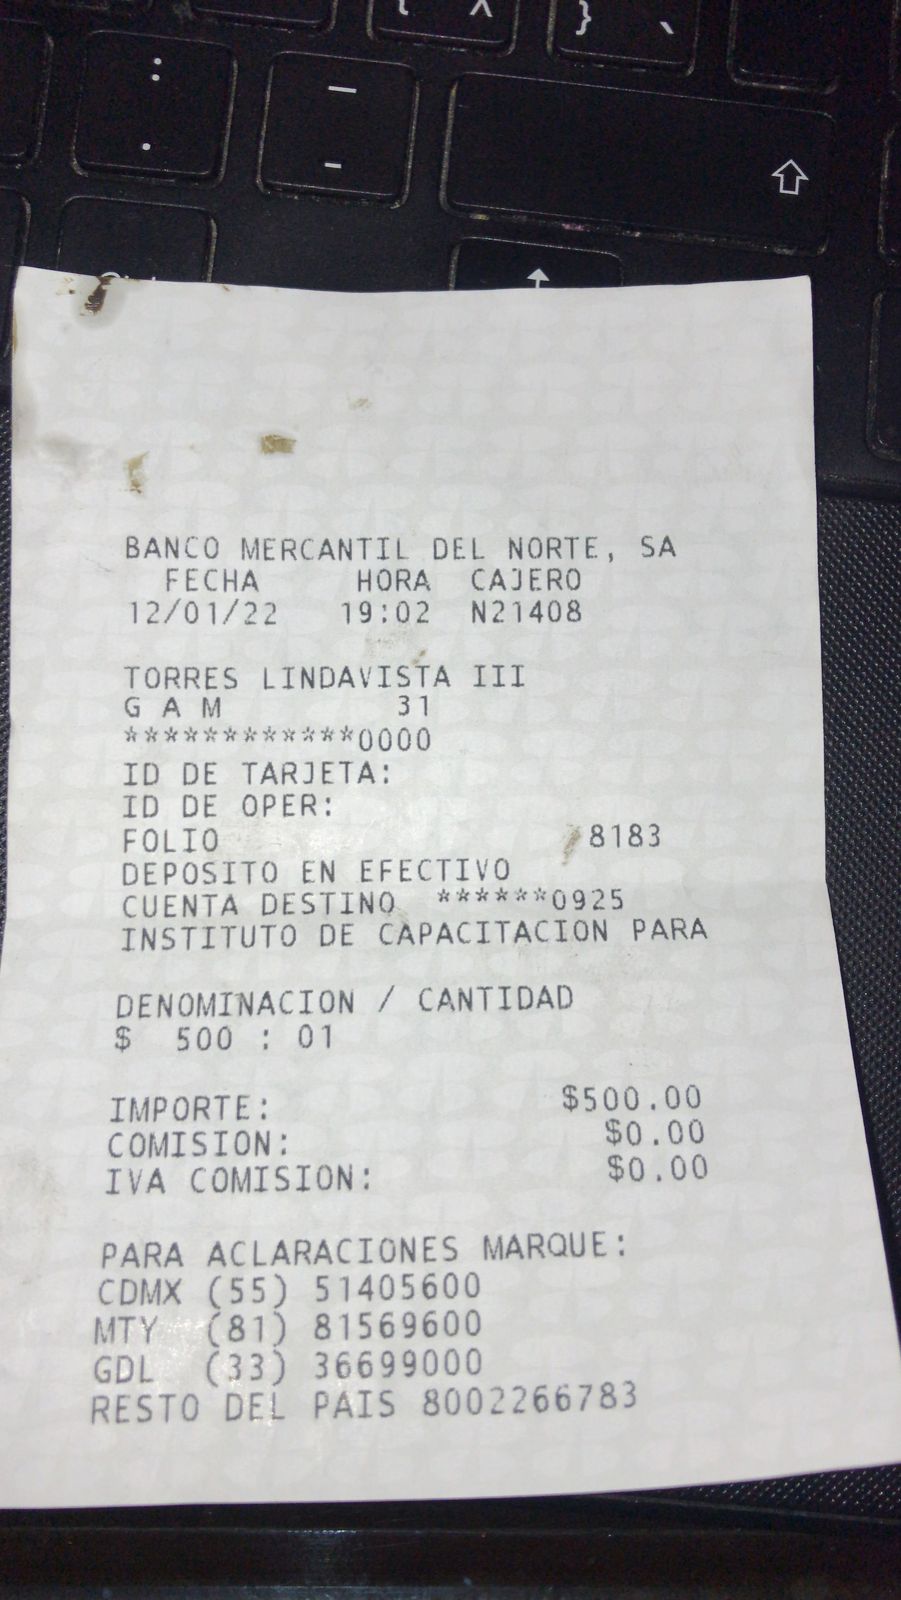 BANCO MERCANTIL DEL NORTE, SA
FECHA HORA CAJERO
12/01/22 19:02 N21408
TORRES LINDAVISTA III
G A M 31
************0000
ID DE TARJETA:
ID DE OPER:
FOLIO 8183
DEPOSITO EN EFECTIVO
CUENTA DESTINO ******0925
INSTITUTO DE CAPACITACION PARA
DENOMINACION / CANTIDAD
$ 500 : 01
IMPORTE: $500.00
COMISION: $0.00
IVA COMISION: $0.00
PARA ACLARACIONES MARQUE:
CDMX (55) 51405600
MTY (81) 81569600
GDL (33) 36699000
RESTO DEL PAIS 8002266783